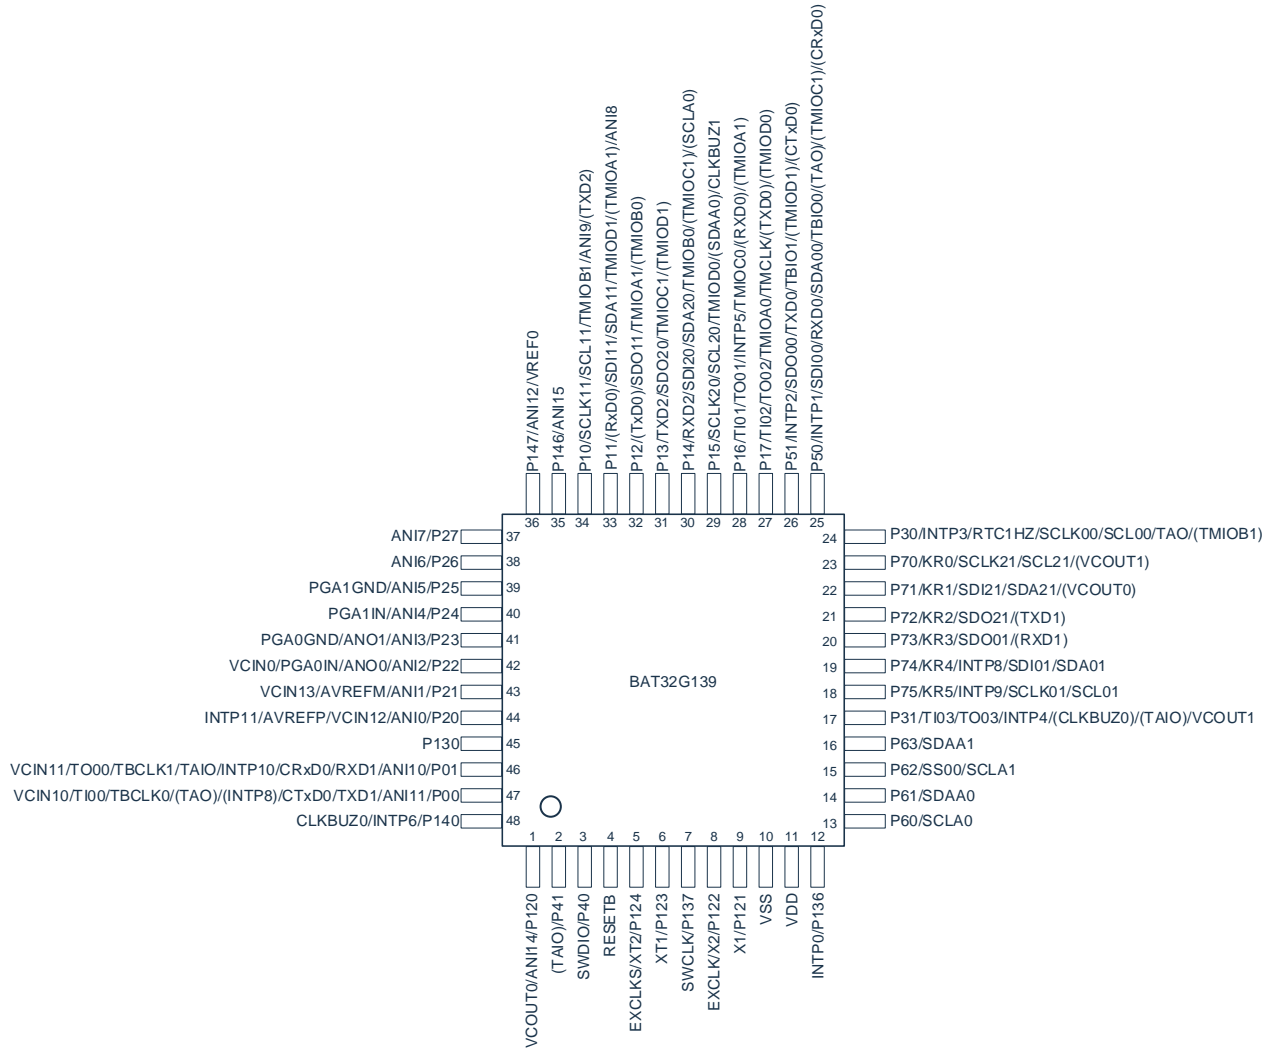 P147/ANI12/VREF0
P146/ANI15
P10/SCLK11/SCL11/TMIOB1/ANI9/(TXD2)
P11/(RxD0)/SDI11/SDA11/TMIOD1/(TMIOA1)/ANI8
P12/(TxD0)/SDO11/TMIOA1/(TMIOB0)
P13/TXD2/SDO20/TMIOC1/(TMIOD1)
P14/RXD2/SDI20/SDA20/TMIOB0/(TMIOC1)/(SCLA0)
P15/SCLK20/SCL20/TMIOD0/(SDAA0)/CLKBUZ1
P16/TI01/TO01/INTP5/TMIOC0/(RXD0)/(TMIOA1)
P17/TI02/TO02/TMIOA0/TMCLK/(TXD0)/(TMIOD0)
P51/INTP2/SDO00/TXD0/TBIO1/(TMIOD1)/(CTxD0)
P50/INTP1/SDI00/RXD0/SDA00/TBIO0/(TAO)/(TMIOC1)/(CRxD0)
36 35 34 33 32 31 30 29 28 27 26 25
ANI7/P27 37
ANI6/P26 38
PGA1GND/ANI5/P25 39
PGA1IN/ANI4/P24 40
PGA0GND/ANO1/ANI3/P23 41
VCIN0/PGA0IN/ANO0/ANI2/P22 42
VCIN13/AVREFM/ANI1/P21 43
INTP11/AVREFP/VCIN12/ANI0/P20 44
P130 45
VCIN11/TO00/TBCLK1/TAIO/INTP10/CRxD0/RXD1/ANI10/P01 46
VCIN10/TI00/TBCLK0/(TAO)/(INTP8)/CTxD0/TXD1/ANI11/P00 47
CLKBUZ0/INTP6/P140 48
BAT32G139
24 P30/INTP3/RTC1HZ/SCLK00/SCL00/TAO/(TMIOB1)
23 P70/KR0/SCLK21/SCL21/(VCOUT1)
22 P71/KR1/SDI21/SDA21/(VCOUT0)
21 P72/KR2/SDO21/(TXD1)
20 P73/KR3/SDO01/(RXD1)
19 P74/KR4/INTP8/SDI01/SDA01
18 P75/KR5/INTP9/SCLK01/SCL01
17 P31/TI03/TO03/INTP4/(CLKBUZ0)/(TAIO)/VCOUT1
16 P63/SDAA1
15 P62/SS00/SCLA1
14 P61/SDAA0
13 P60/SCLA0
1 2 3 4 5 6 7 8 9 10 11 12
VCOUT0/ANI14/P120
(TAIO)/P41
SWDIO/P40
RESETB
EXCLKS/XT2/P124
XT1/P123
SWCLK/P137
EXCLK/X2/P122
X1/P121
VSS
VDD
INTP0/P136